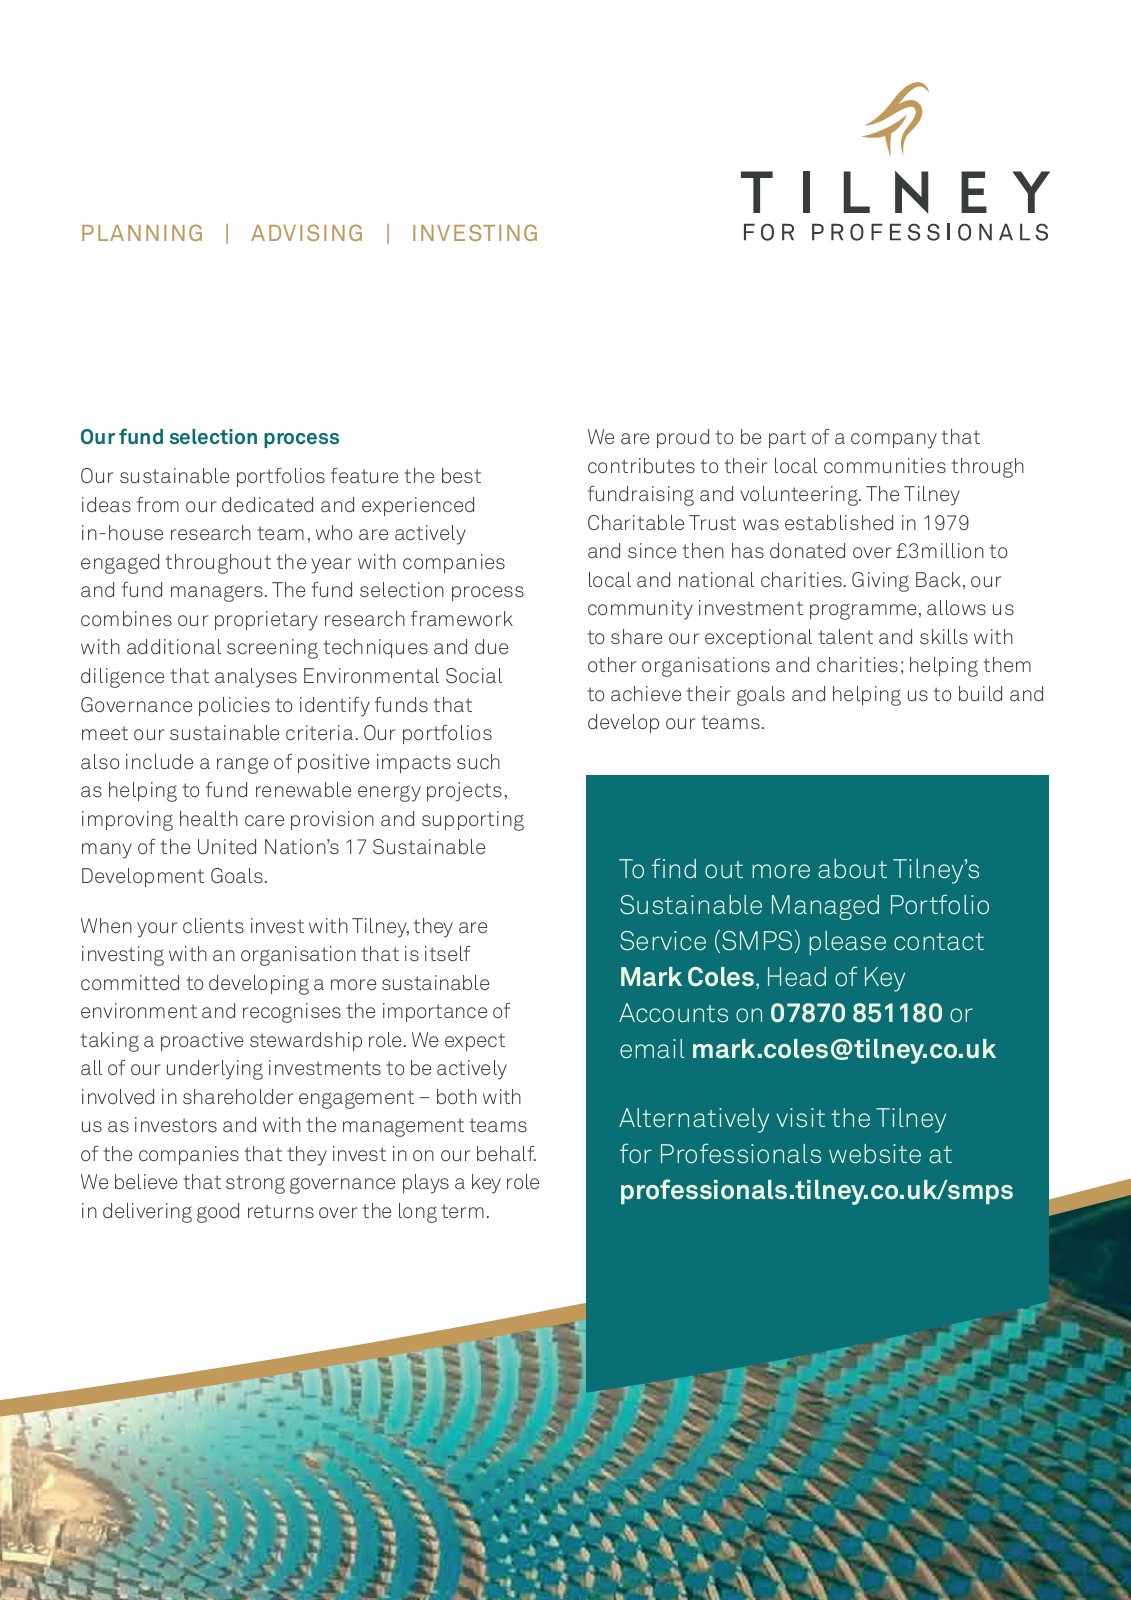 PLANNING | ADVISING | INVESTING
TILNEY
FOR PROFESSIONALS
Our fund selection process
Our sustainable portfolios feature the best
ideas from our dedicated and experienced
in-house research team, who are actively
engaged throughout the year with companies
and fund managers. The fund selection process
combines our proprietary research framework
with additional screening techniques and due
diligence that analyses Environmental Social
Governance policies to identify funds that
meet our sustainable criteria. Our portfolios
also include a range of positive impacts such
as helping to fund renewable energy projects,
improving health care provision and supporting
many of the United Nation’s 17 Sustainable
Development Goals.
When your clients invest with Tilney, they are
investing with an organisation that is itself
committed to developing a more sustainable
environment and recognises the importance of
taking a proactive stewardship role. We expect
all of our underlying investments to be actively
involved in shareholder engagement – both with
us as investors and with the management teams
of the companies that they invest in on our behalf.
We believe that strong governance plays a key role
in delivering good returns over the long term.
We are proud to be part of a company that
contributes to their local communities through
fundraising and volunteering. The Tilney
Charitable Trust was established in 1979
and since then has donated over £3million to
local and national charities. Giving Back, our
community investment programme, allows us
to share our exceptional talent and skills with
other organisations and charities; helping them
to achieve their goals and helping us to build and
develop our teams.
To find out more about Tilney’s
Sustainable Managed Portfolio
Service (SMPS) please contact
Mark Coles, Head of Key
Accounts on 07870 851180 or
email mark.coles@tilney.co.uk
Alternatively visit the Tilney
for Professionals website at
professionals.tilney.co.uk/smps